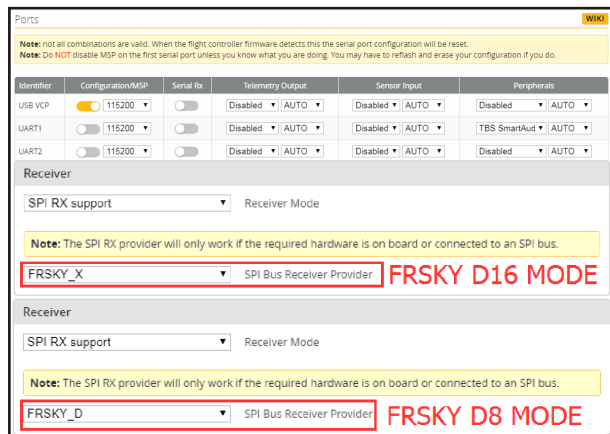 Ports WIKI
Note: not all combinations are valid. When the flight controller firmware detects this the serial port configuration will be reset.
Note: Do NOT disable MSP on the first serial port unless you know what you are doing. You may have to reflash and erase your configuration if you do.
Identifier Configuration/MSP Serial Rx Telemetry Output Sensor Input Peripherals
USB VCP 115200 Disabled AUTO Disabled AUTO Disabled AUTO
UART1 115200 Disabled AUTO Disabled AUTO TBS SmartAud AUTO
UART2 115200 Disabled AUTO Disabled AUTO Disabled AUTO
Receiver
SPI RX support Receiver Mode
Note: The SPI RX provider will only work if the required hardware is on board or connected to an SPI bus.
FRSKY_X SPI Bus Receiver Provider FRSKY D16 MODE
Receiver
SPI RX support Receiver Mode
Note: The SPI RX provider will only work if the required hardware is on board or connected to an SPI bus.
FRSKY_D SPI Bus Receiver Provider FRSKY D8 MODE